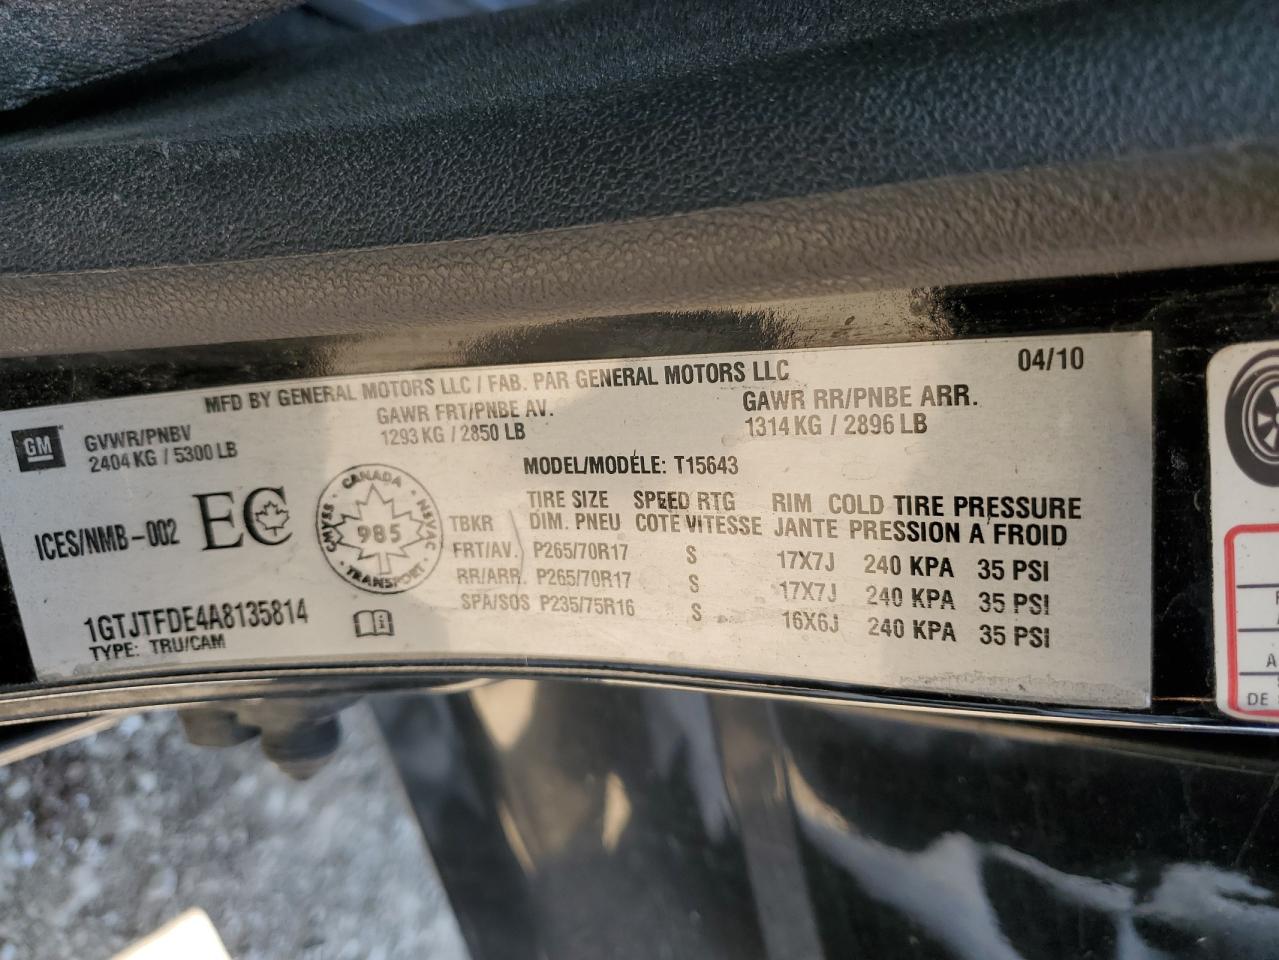 MFD BY GENERAL MOTORS LLC / FAB. PAR GENERAL MOTORS LLC 04/10
GM GVWR/PNBV GAWR FRT/PNBE AV. GAWR RR/PNBE ARR.
2404 KG / 5300 LB 1293 KG / 2850 LB 1314 KG / 2896 LB
MODEL/MODÈLE: T15643
ICES/NMB-002 EC CANADA CMVSS NSVAC 985 TRANSPORT
TIRE SIZE SPEED RTG RIM COLD TIRE PRESSURE
TBKR DIM. PNEU COTÉ VITESSE JANTE PRESSION A FROID
FRT/AV. P265/70R17 S 17X7J 240 KPA 35 PSI
RR/ARR. P265/70R17 S 17X7J 240 KPA 35 PSI
SPA/SOS P235/75R16 S 16X6J 240 KPA 35 PSI
1GTJTFDE4A8135814
TYPE: TRU/CAM
DE